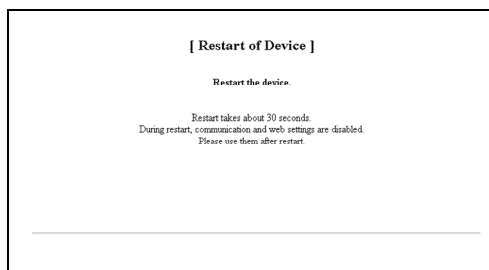 [ Restart of Device ]
Restart the device.
Restart takes about 30 seconds.
During restart, communication and web settings are disabled.
Please use them after restart.